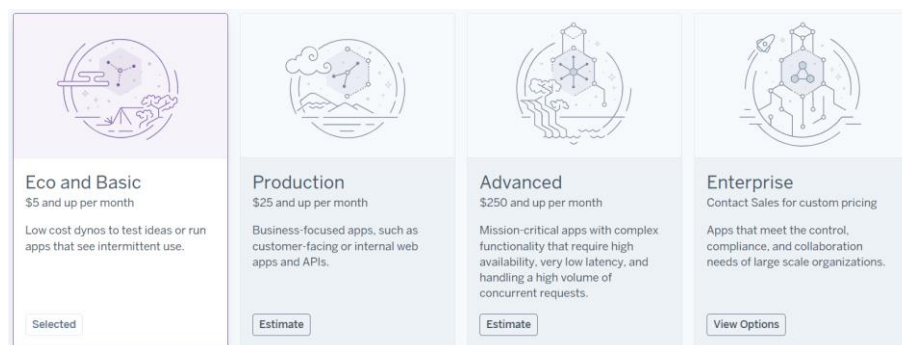 Eco and Basic
$5 and up per month
Low cost dynos to test ideas or run
apps that see intermittent use.
Selected
Production
$25 and up per month
Business-focused apps, such as
customer-facing or internal web
apps and APIs.
Estimate
Advanced
$250 and up per month
Mission-critical apps with complex
functionality that require high
availability, very low latency, and
handling a high volume of
concurrent requests.
Estimate
Enterprise
Contact Sales for custom pricing
Apps that meet the control,
compliance, and collaboration
needs of large scale organizations.
View Options